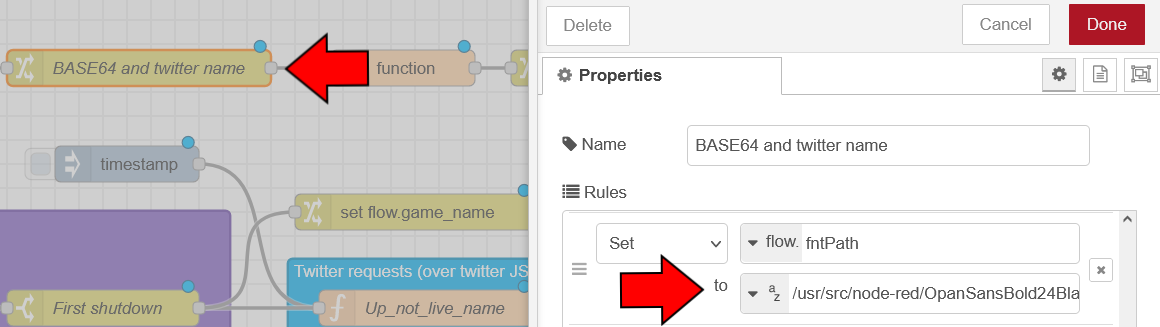 Delete
Cancel
Done
BASE64 and twitter name
function
Properties
timestamp
Name
BASE64 and twitter name
Rules
set flow.game_name
Set
flow. fntPath
to
a
z
/usr/src/node-red/OpanSansBold24Bla
Twitter requests (over twitter JS
First shutdown
Up_not_live_name